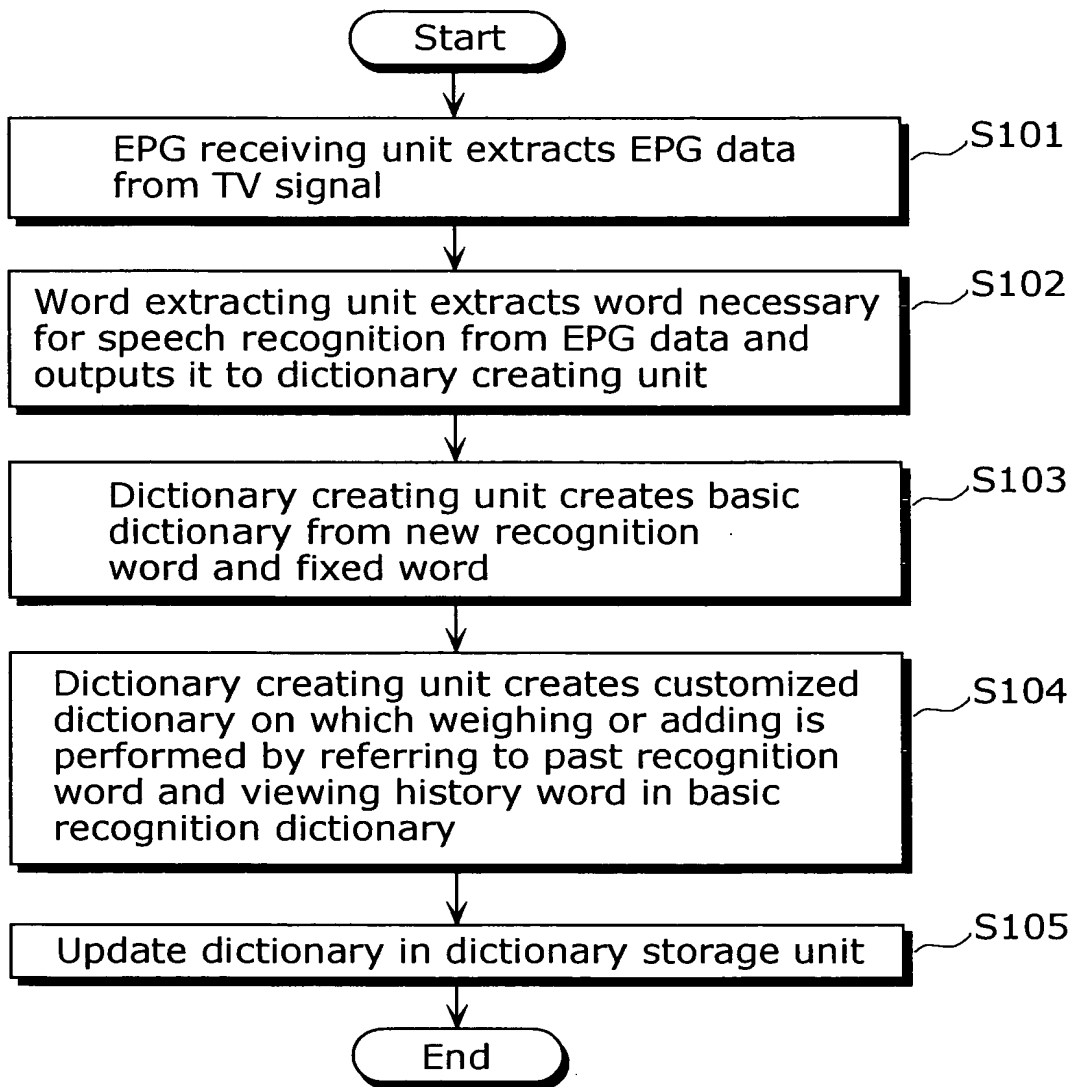 Start
EPG receiving unit extracts EPG data
from TV signal
S101
Word extracting unit extracts word necessary
for speech recognition from EPG data and
outputs it to dictionary creating unit
S102
Dictionary creating unit creates basic
dictionary from new recognition
word and fixed word
S103
Dictionary creating unit creates customized
dictionary on which weighing or adding is
performed by referring to past recognition
word and viewing history word in basic
recognition dictionary
S104
Update dictionary in dictionary storage unit
S105
End